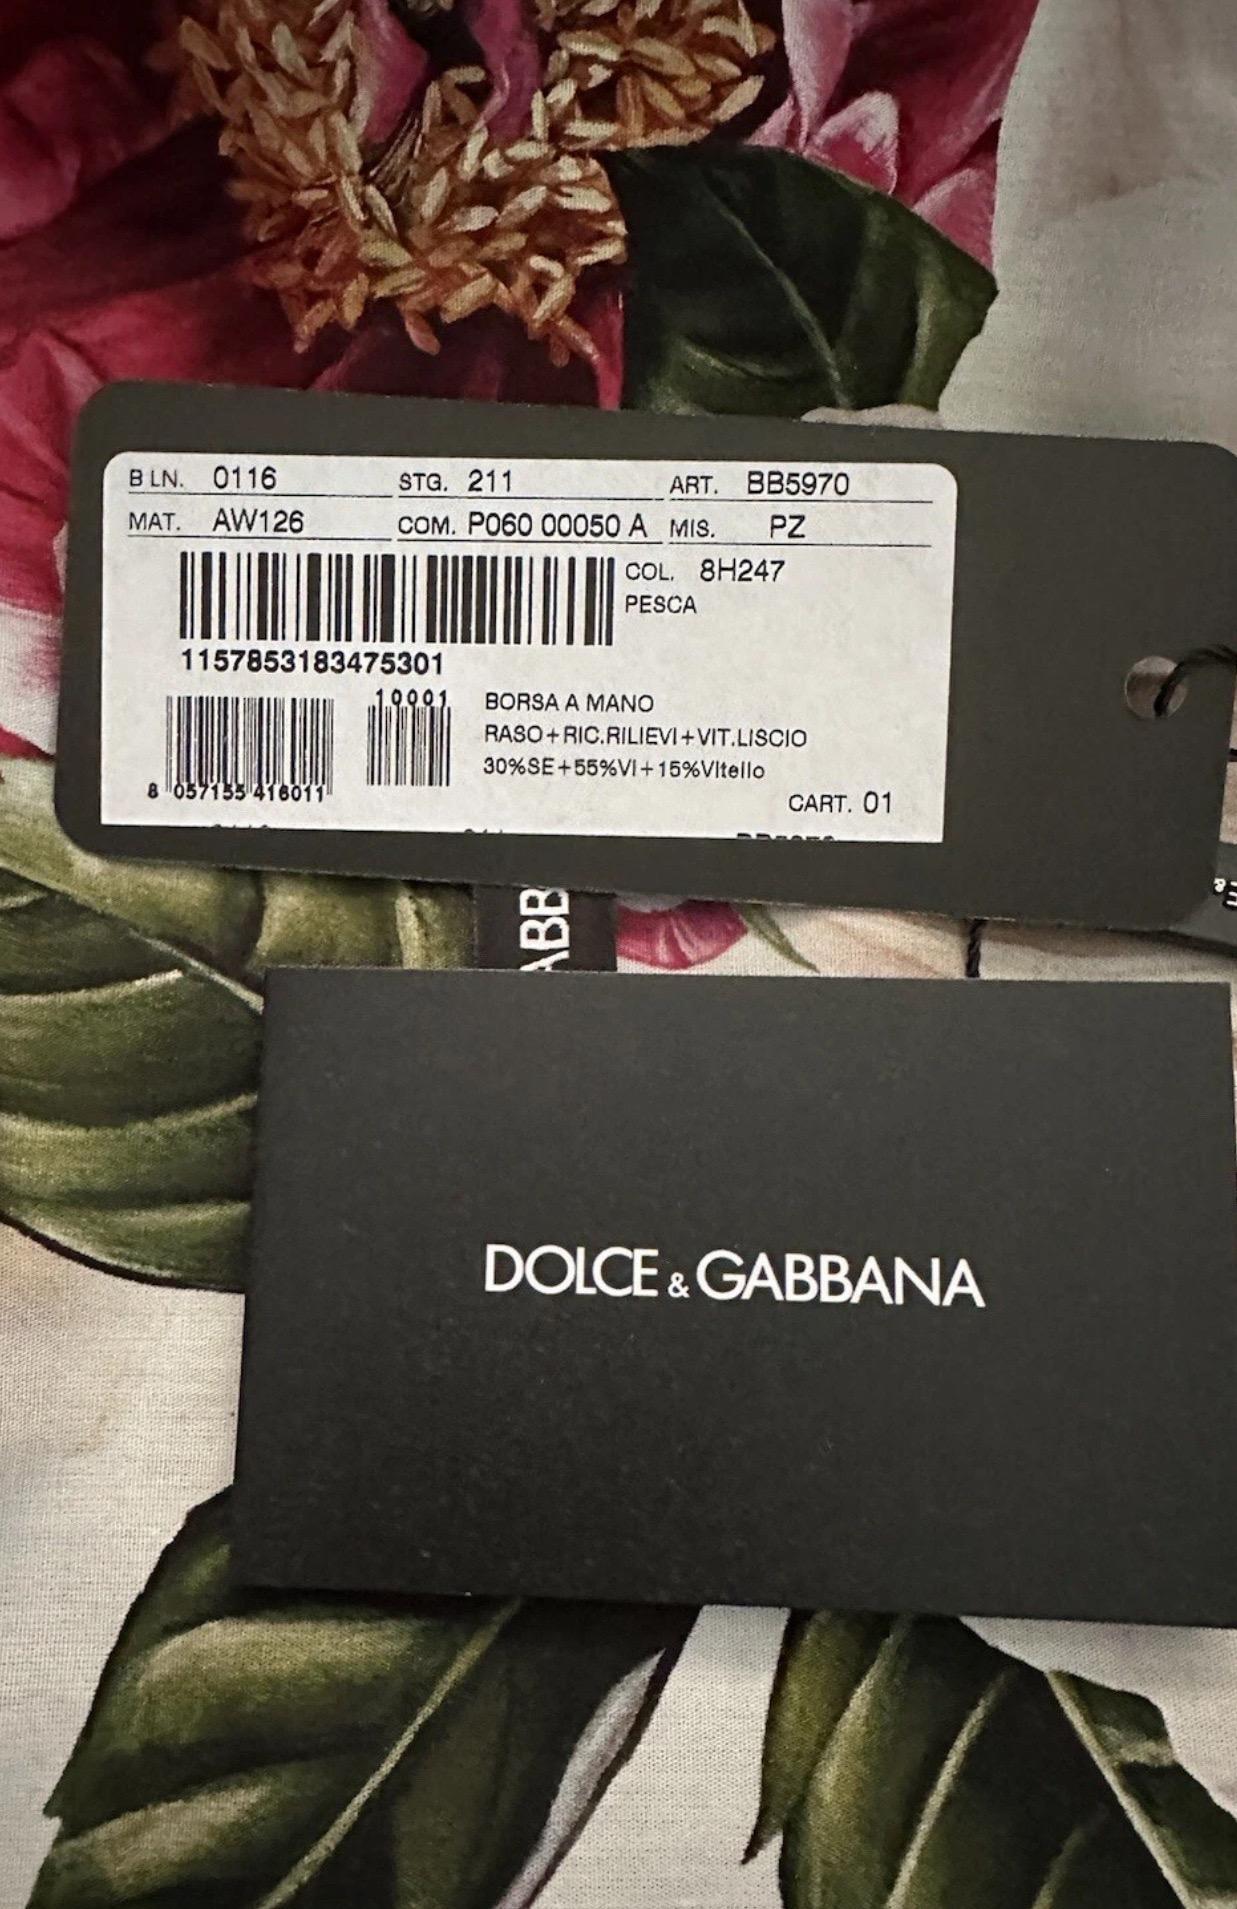 B LN. 0116 STG. 211 ART. BB5970
MAT. AW126 COM. P060 00050 A MIS. PZ
COL. 8H247
PESCA
1157853183475301
10001
BORSA A MANO
RASO+RIC.RILIEVI+VIT.LISCIO
30%SE+55%VI+15%VItello
8 057155 416011
CART. 01
ABB
DOLCE & GABBANA